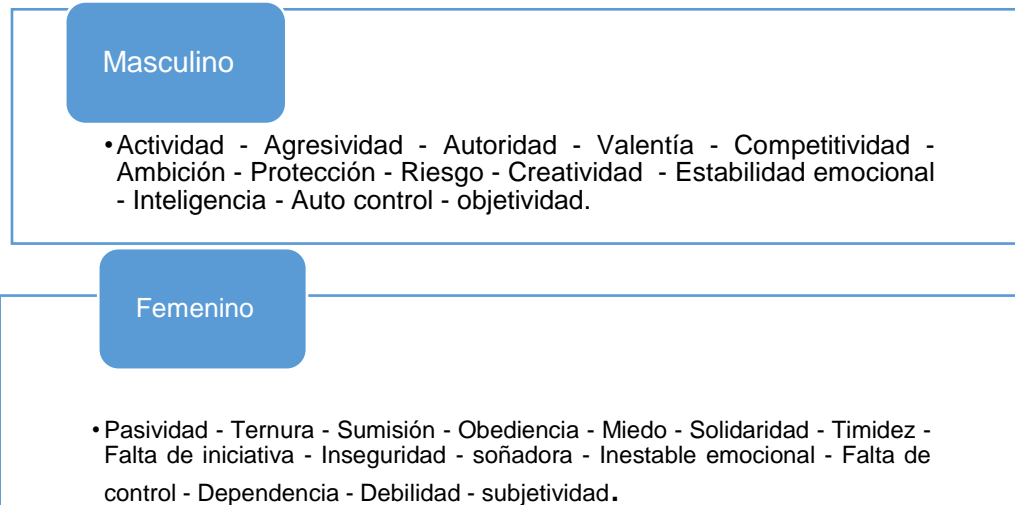 Masculino
•Actividad - Agresividad - Autoridad - Valentía - Competitividad -
Ambición - Protección - Riesgo - Creatividad - Estabilidad emocional
- Inteligencia - Auto control - objetividad.
Femenino
•Pasividad - Ternura - Sumisión - Obediencia - Miedo - Solidaridad - Timidez -
Falta de iniciativa - Inseguridad - soñadora - Inestable emocional - Falta de
control - Dependencia - Debilidad - subjetividad.